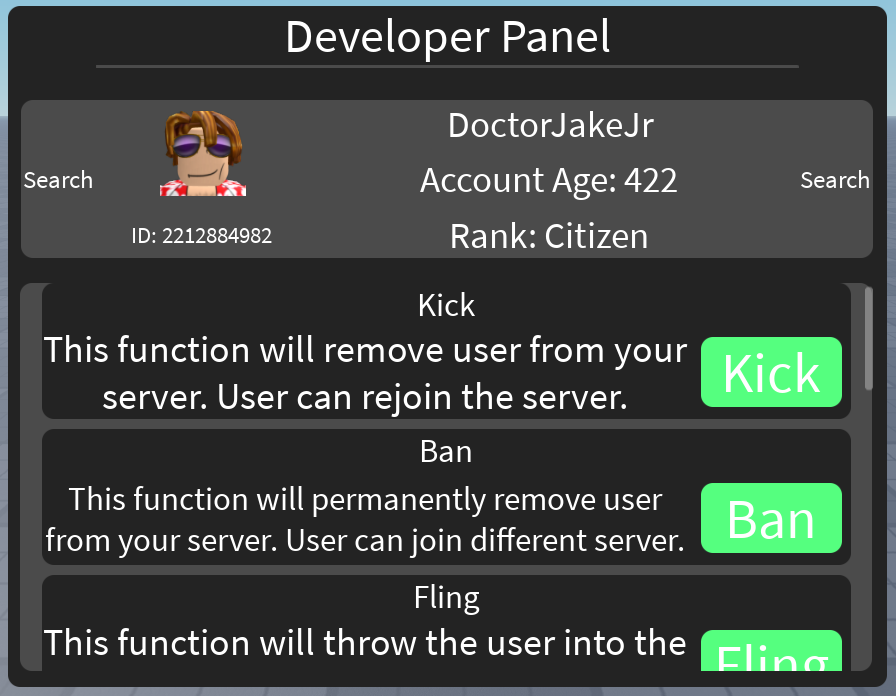 Developer Panel
Search
ID: 2212884982
DoctorJakeJr
Account Age: 422
Rank: Citizen
Search
Kick
This function will remove user from your
server. User can rejoin the server.
Kick
Ban
This function will permanently remove user
from your server. User can join different server.
Ban
Fling
This function will throw the user into the
Fling